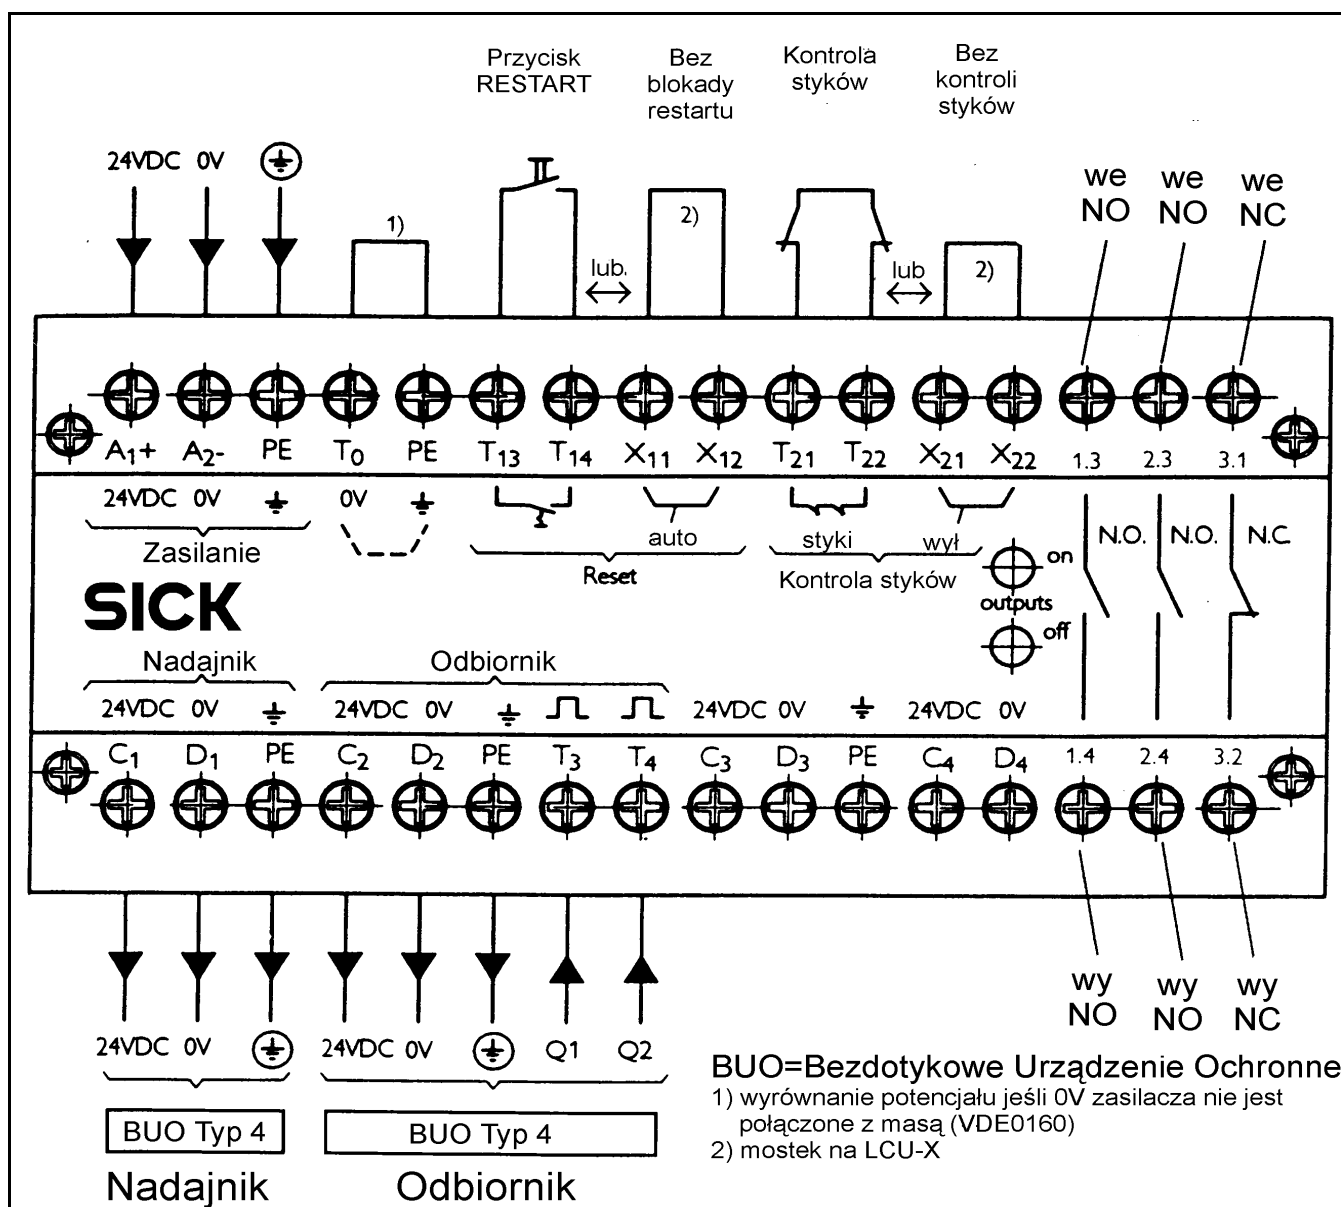 Przycisk
RESTART
Bez
blokady
restartu
Kontrola
styków
Bez
kontroli
styków
24VDC 0V
we
NO
we
NO
we
NC
1)
2)
2)
lub.
lub
A1+ A2- PE T0 PE T13 T14 X11 X12 T21 T22 X21 X22 1.3 2.3 3.1
24VDC 0V 0V
N.O. N.O. N.C.
auto styki wył
Zasilanie
Reset
Kontrola styków
on
outputs
off
SICK
Nadajnik Odbiornik
24VDC 0V 24VDC 0V 24VDC 0V 24VDC 0V
C1 D1 PE C2 D2 PE T3 T4 C3 D3 PE C4 D4 1.4 2.4 3.2
wy
NO
wy
NO
wy
NC
24VDC 0V 24VDC 0V Q1 Q2
BUO=Bezdotykowe Urządzenie Ochronne
1) wyrównanie potencjału jeśli 0V zasilacza nie jest
połączone z masą (VDE0160)
2) mostek na LCU-X
BUO Typ 4 BUO Typ 4
Nadajnik Odbiornik